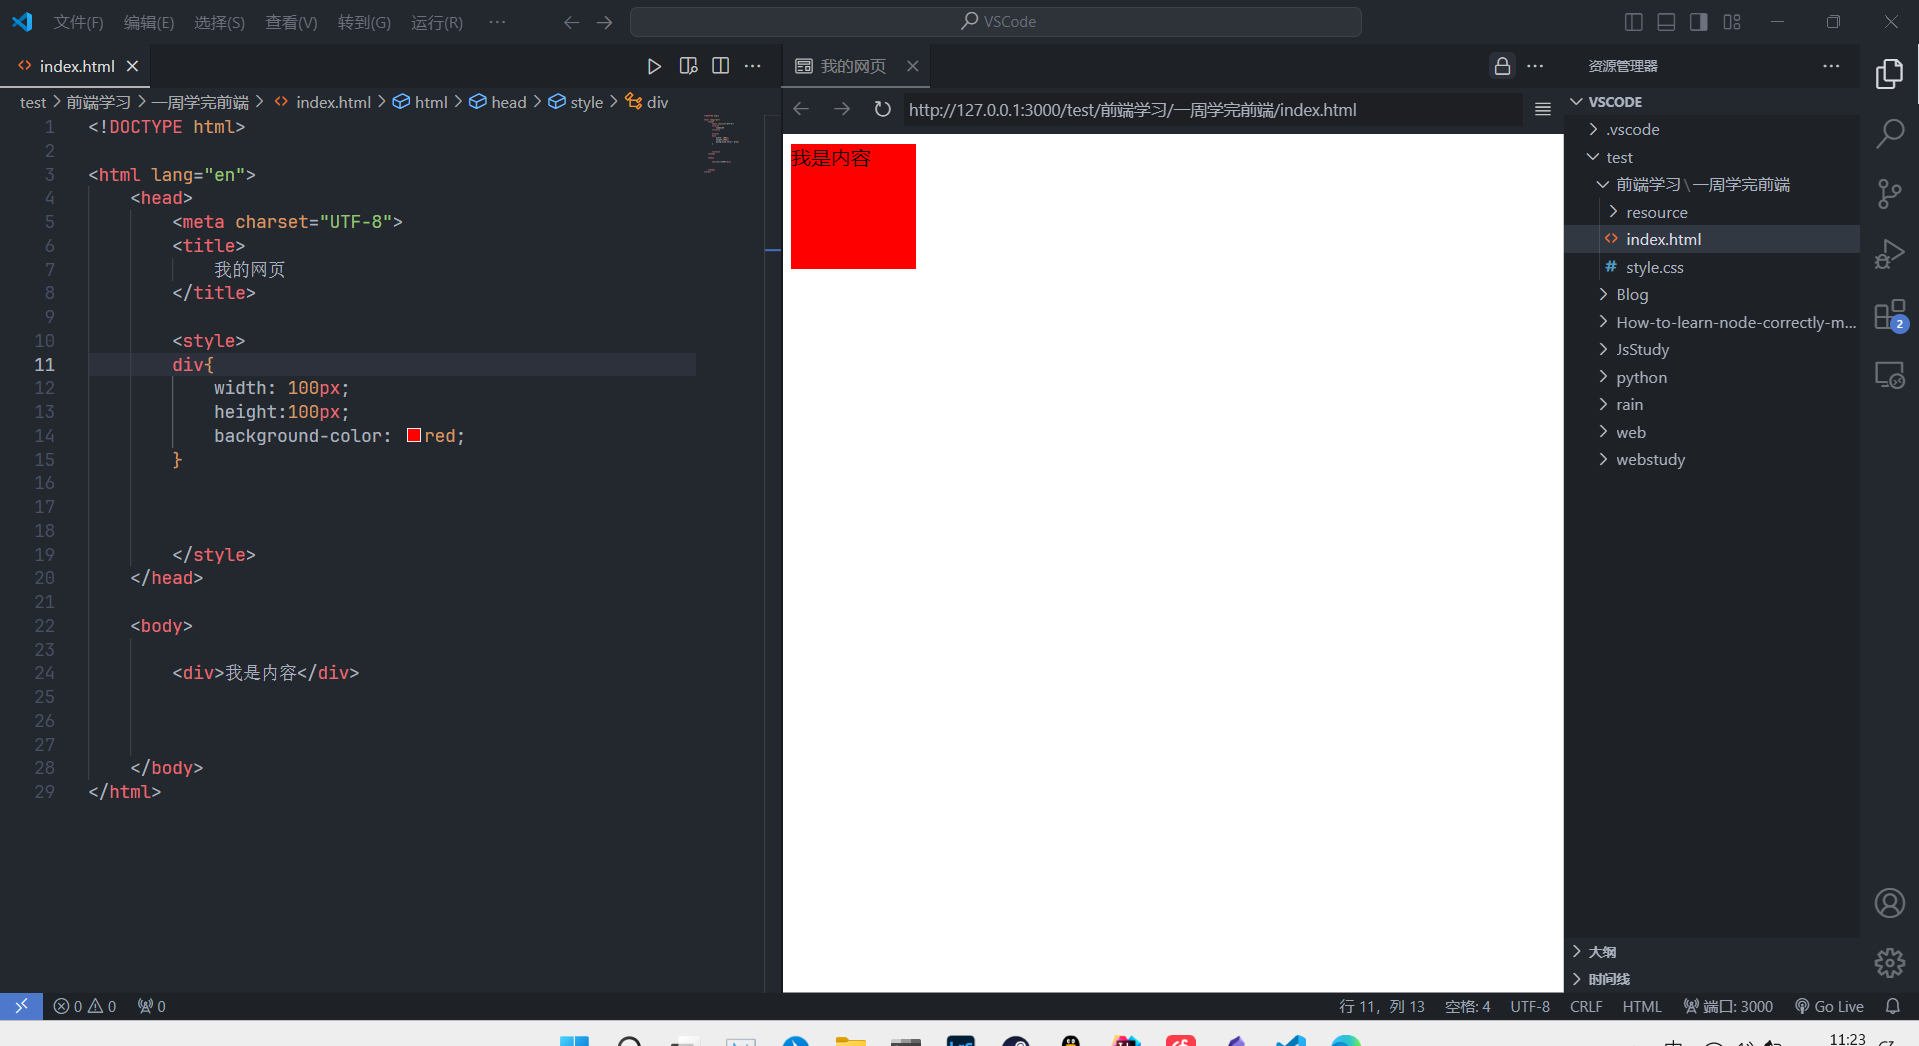 文件(F) 编辑(E) 选择(S) 查看(V) 转到(G) 运行(R) ··· VSCode
index.html
test > 前端学习 > 一周学完前端 > index.html > html > head > style > div
1 <!DOCTYPE html>
2
3 <html lang="en">
4 <head>
5 <meta charset="UTF-8">
6 <title>
7 我的网页
8 </title>
9
10 <style>
11 div{
12 width: 100px;
13 height:100px;
14 background-color: red;
15 }
16
17
18
19 </style>
20 </head>
21
22 <body>
23
24 <div>我是内容</div>
25
26
27
28 </body>
29 </html>
我的网页
http://127.0.0.1:3000/test/前端学习/一周学完前端/index.html
我是内容
资源管理器
VSCODE
.vscode
test
前端学习\一周学完前端
resource
index.html
# style.css
Blog
How-to-learn-node-correctly-m...
JsStudy
python
rain
web
webstudy
2
大纲
时间线
0 0 0 行 11，列 13 空格: 4 UTF-8 CRLF HTML 端口: 3000 Go Live
11:23